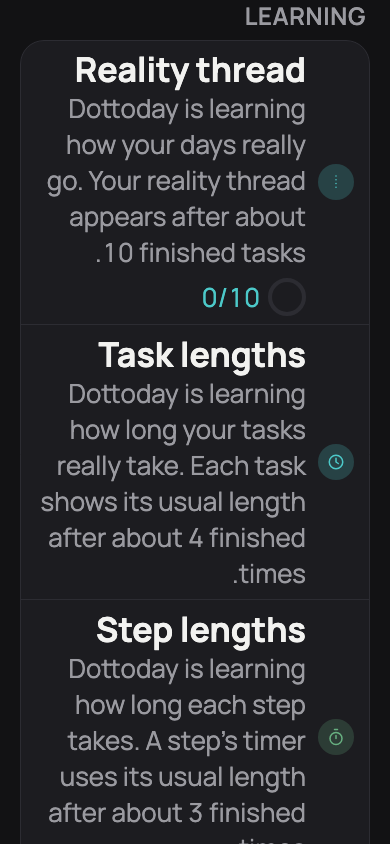 LEARNING
Reality thread
Dottoday is learning
how your days really
go. Your reality thread
appears after about
.10 finished tasks
0/10
Task lengths
Dottoday is learning
how long your tasks
really take. Each task
shows its usual length
after about 4 finished
.times
Step lengths
Dottoday is learning
how long each step
takes. A step's timer
uses its usual length
after about 3 finished